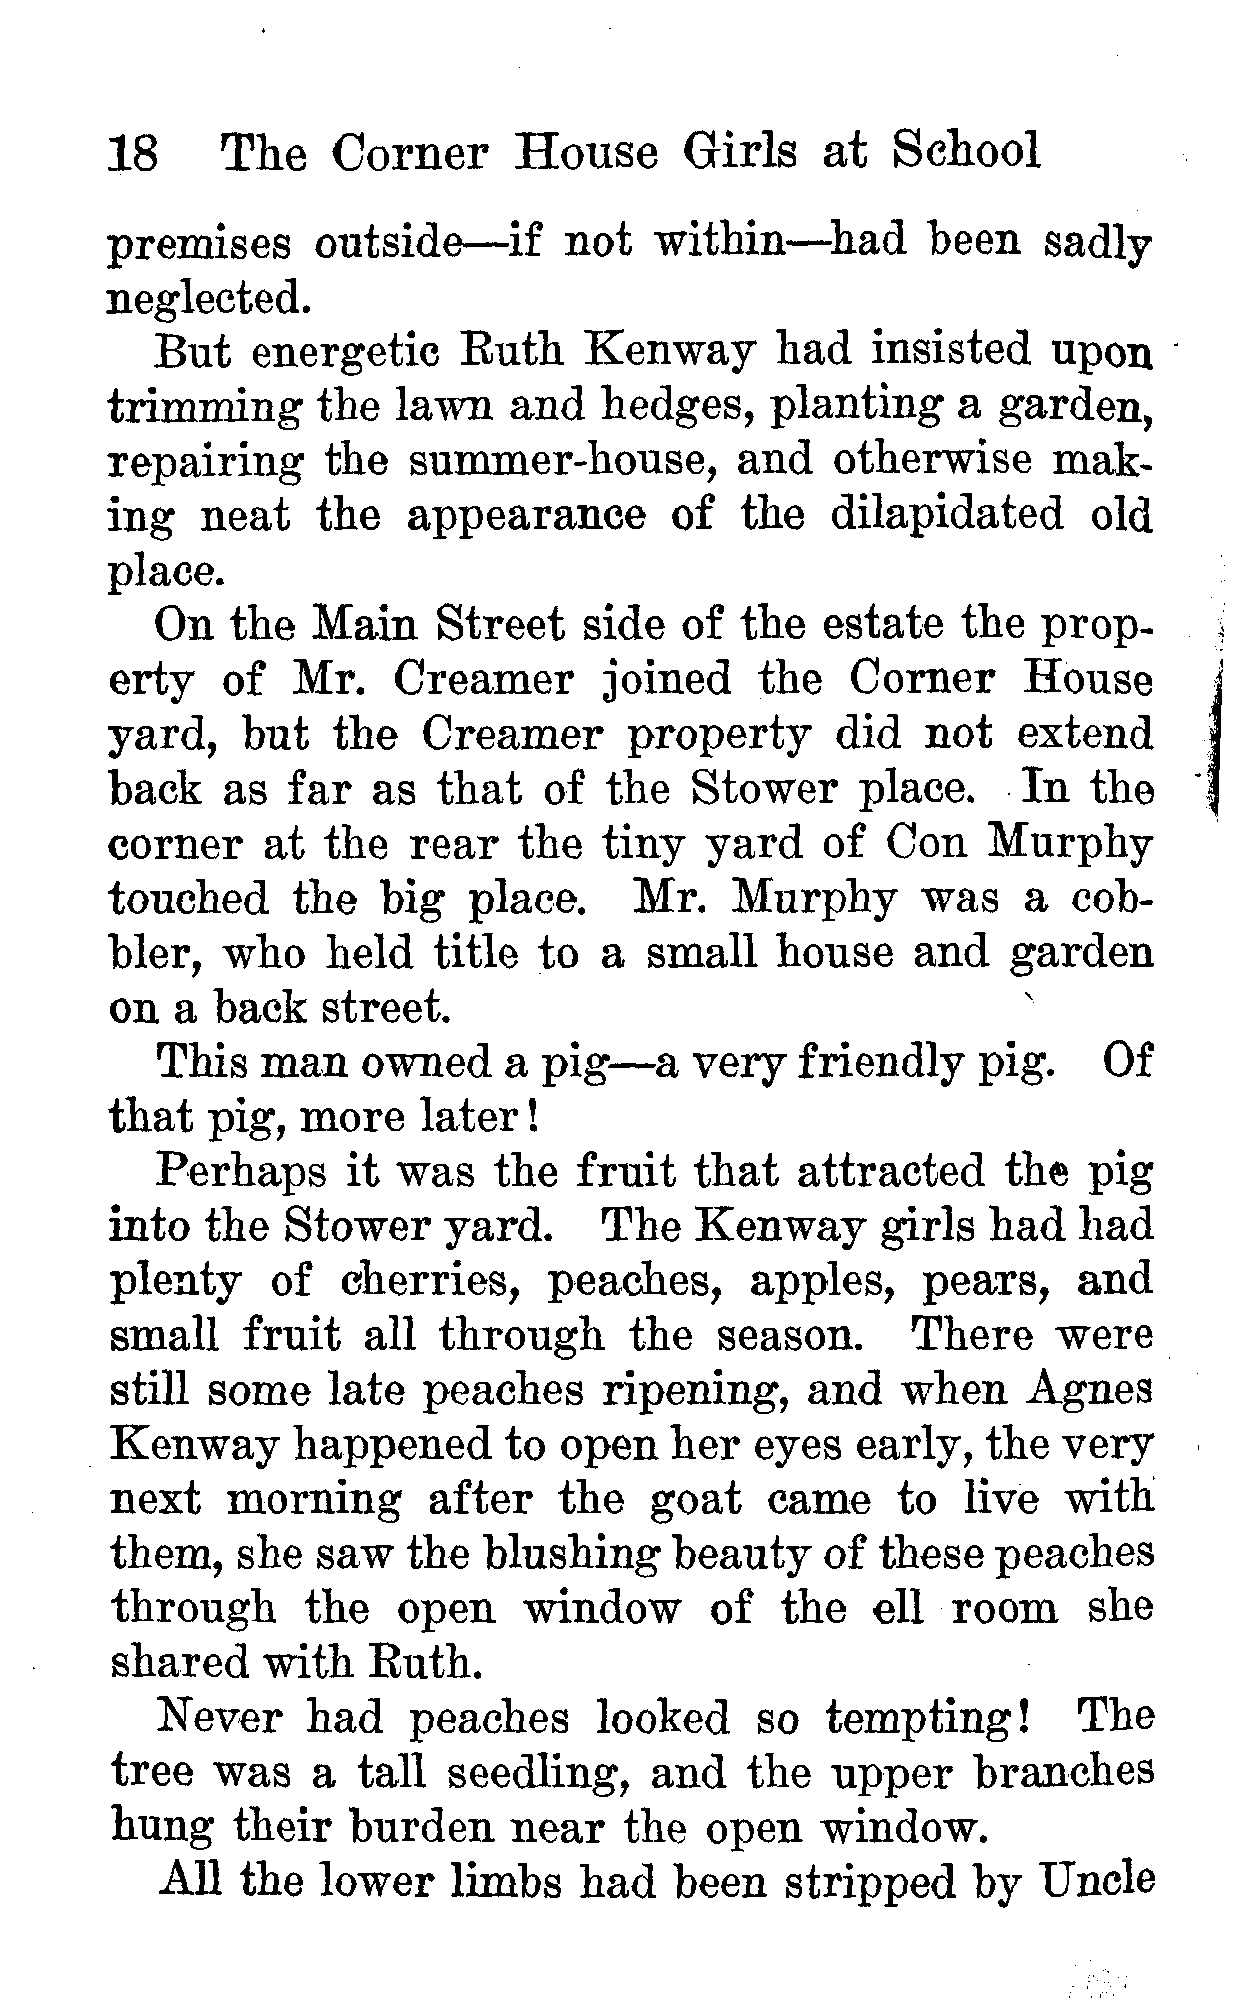 18 The Corner House Girls at School
premises outside—if not within—had been sadly
neglected.
But energetic Ruth Kenway had insisted upon
trimming the lawn and hedges, planting a garden,
repairing the summer-house, and otherwise mak-
ing neat the appearance of the dilapidated old
place.
On the Main Street side of the estate the prop-
erty of Mr. Creamer joined the Corner House
yard, but the Creamer property did not extend
back as far as that of the Stower place. In the
corner at the rear the tiny yard of Con Murphy
touched the big place. Mr. Murphy was a cob-
bler, who held title to a small house and garden
on a back street.
This man owned a pig—a very friendly pig. Of
that pig, more later!
Perhaps it was the fruit that attracted the pig
into the Stower yard. The Kenway girls had had
plenty of cherries, peaches, apples, pears, and
small fruit all through the season. There were
still some late peaches ripening, and when Agnes
Kenway happened to open her eyes early, the very
next morning after the goat came to live with
them, she saw the blushing beauty of these peaches
through the open window of the ell room she
shared with Ruth.
Never had peaches looked so tempting! The
tree was a tall seedling, and the upper branches
hung their burden near the open window.
All the lower limbs had been stripped by Uncle